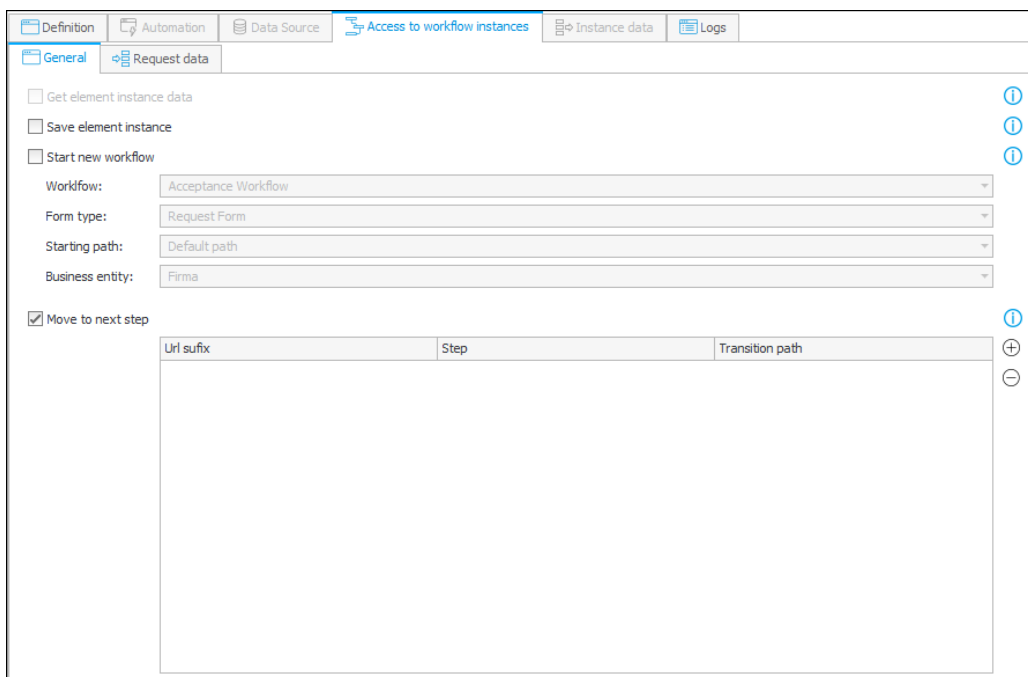 Definition Automation Data Source Access to workflow instances Instance data Logs
General Request data
Get element instance data
Save element instance
Start new workflow
Worklfow: Acceptance Workflow
Form type: Request Form
Starting path: Default path
Business entity: Firma
Move to next step
Url sufix Step Transition path